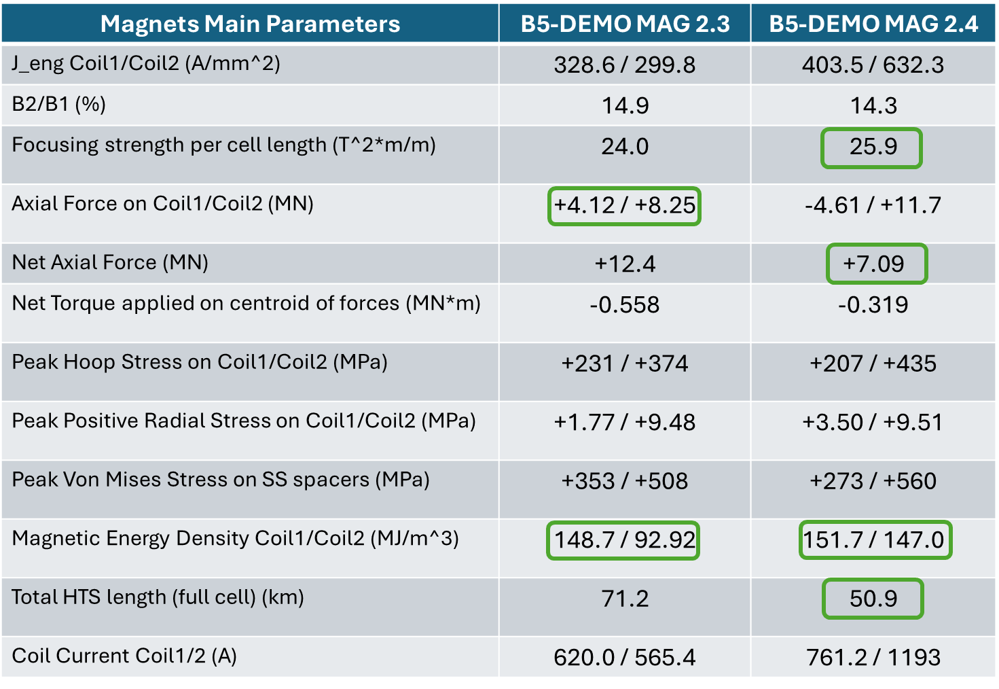 Magnets Main Parameters B5-DEMO MAG 2.3 B5-DEMO MAG 2.4
J_eng Coil1/Coil2 (A/mm^2) 328.6 / 299.8 403.5 / 632.3
B2/B1 (%) 14.9 14.3
Focusing strength per cell length (T^2*m/m) 24.0 25.9
Axial Force on Coil1/Coil2 (MN) +4.12 / +8.25 -4.61 / +11.7
Net Axial Force (MN) +12.4 +7.09
Net Torque applied on centroid of forces (MN*m) -0.558 -0.319
Peak Hoop Stress on Coil1/Coil2 (MPa) +231 / +374 +207 / +435
Peak Positive Radial Stress on Coil1/Coil2 (MPa) +1.77 / +9.48 +3.50 / +9.51
Peak Von Mises Stress on SS spacers (MPa) +353 / +508 +273 / +560
Magnetic Energy Density Coil1/Coil2 (MJ/m^3) 148.7 / 92.92 151.7 / 147.0
Total HTS length (full cell) (km) 71.2 50.9
Coil Current Coil1/2 (A) 620.0 / 565.4 761.2 / 1193